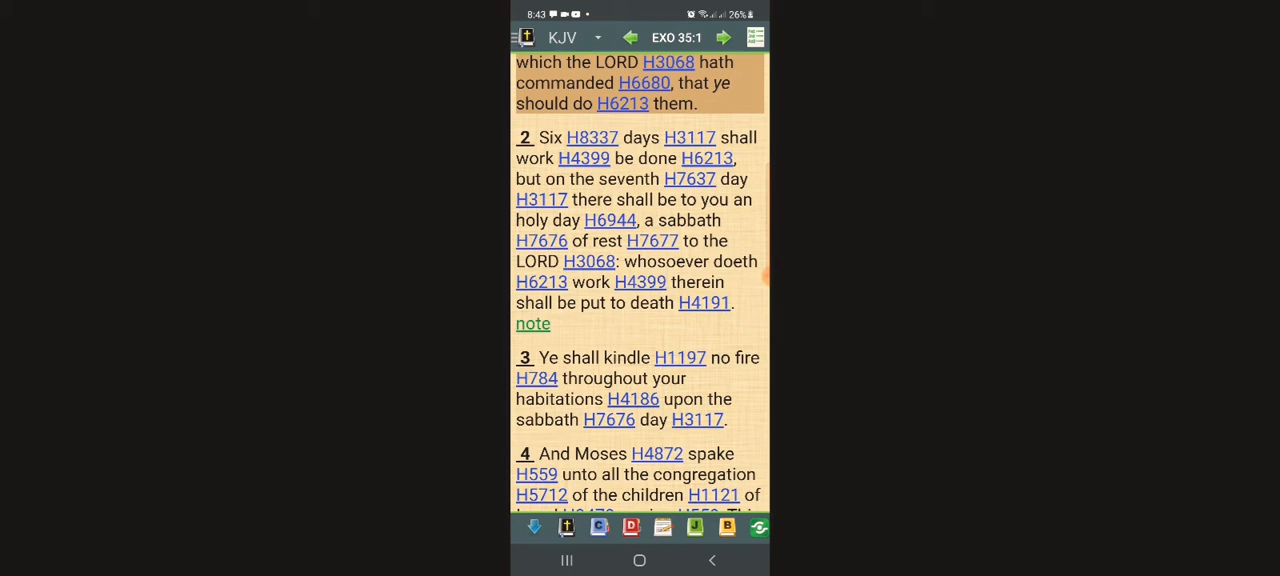 8:43 26%
KJV EXO 35:1
which the LORD H3068 hath
commanded H6680, that ye
should do H6213 them.
2 Six H8337 days H3117 shall
work H4399 be done H6213,
but on the seventh H7637 day
H3117 there shall be to you an
holy day H6944, a sabbath
H7676 of rest H7677 to the
LORD H3068: whosoever doeth
H6213 work H4399 therein
shall be put to death H4191.
note
3 Ye shall kindle H1197 no fire
H784 throughout your
habitations H4186 upon the
sabbath H7676 day H3117.
4 And Moses H4872 spake
H559 unto all the congregation
H5712 of the children H1121 of
C D J B